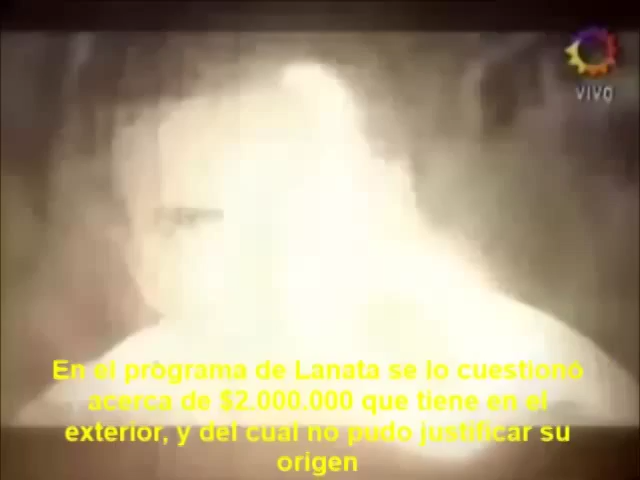 VIVO
En el programa de Lanata se lo cuestionó
acerca de $2.000.000 que tiene en el
exterior, y del cual no pudo justificar su
origen